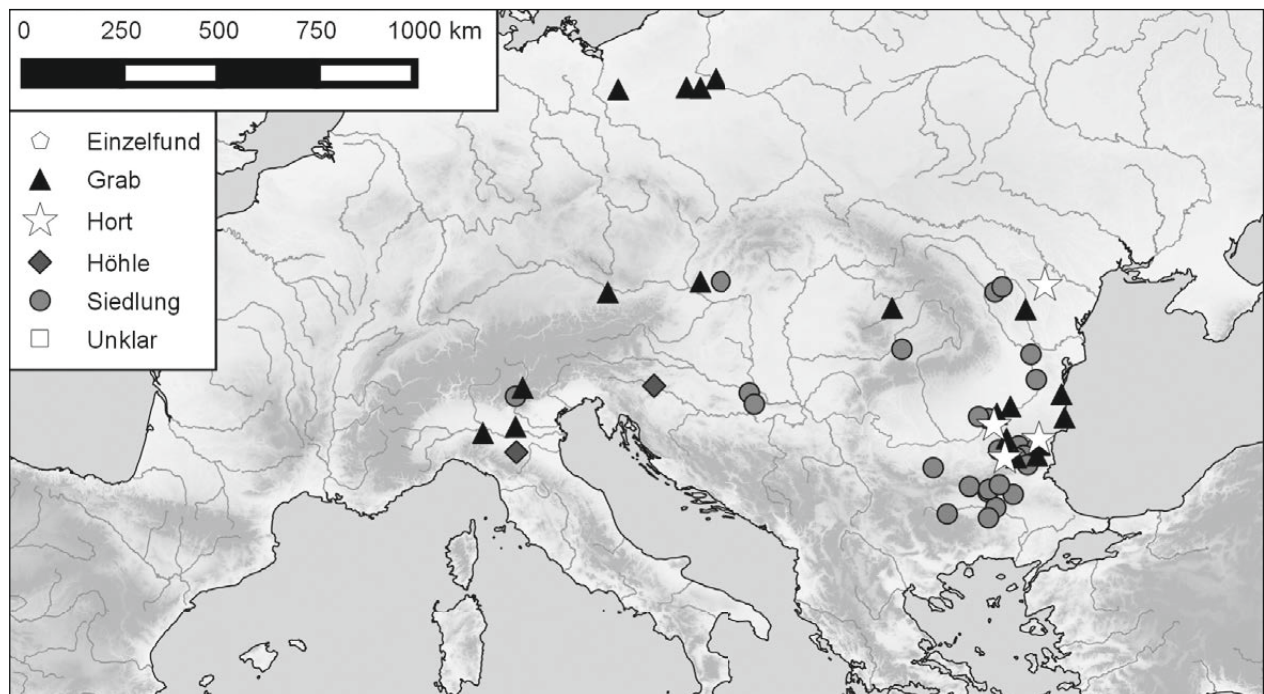 0 250 500 750 1000 km
Einzelfund
Grab
Hort
Höhle
Siedlung
Unklar